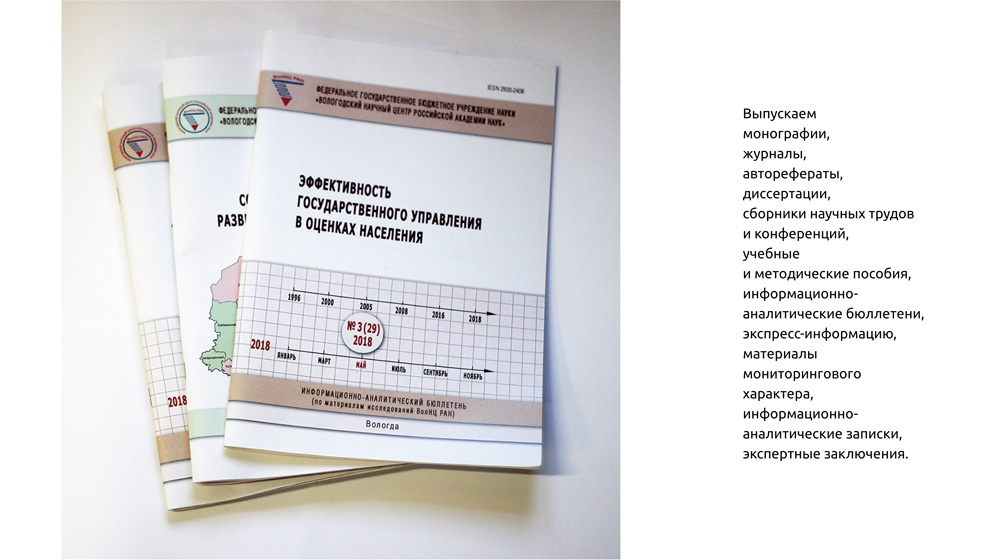 ISSN 2500-2406
ФЕДЕРАЛЬНОЕ ГОСУДАРСТВЕННОЕ БЮДЖЕТНОЕ УЧРЕЖДЕНИЕ НАУКИ
«ВОЛОГОДСКИЙ НАУЧНЫЙ ЦЕНТР РОССИЙСКОЙ АКАДЕМИИ НАУК»
ЭФФЕКТИВНОСТЬ
ГОСУДАРСТВЕННОГО УПРАВЛЕНИЯ
В ОЦЕНКАХ НАСЕЛЕНИЯ
1996 2000 2005 2008 2016 2018
№ 3 (29)
2018
2018
ЯНВАРЬ МАРТ МАЙ ИЮЛЬ СЕНТЯБРЬ НОЯБРЬ
ИНФОРМАЦИОННО-АНАЛИТИЧЕСКИЙ БЮЛЛЕТЕНЬ
(по материалам исследований ВолНЦ РАН)
Вологда
ФЕДЕРАЛЬНО
«ВОЛОГОДС
СО
РАЗВ
2018
Выпускаем
монографии,
журналы,
авторефераты,
диссертации,
сборники научных трудов
и конференций,
учебные
и методические пособия,
информационно-
аналитические бюллетени,
экспресс-информацию,
материалы
мониторингового
характера,
информационно-
аналитические записки,
экспертные заключения.